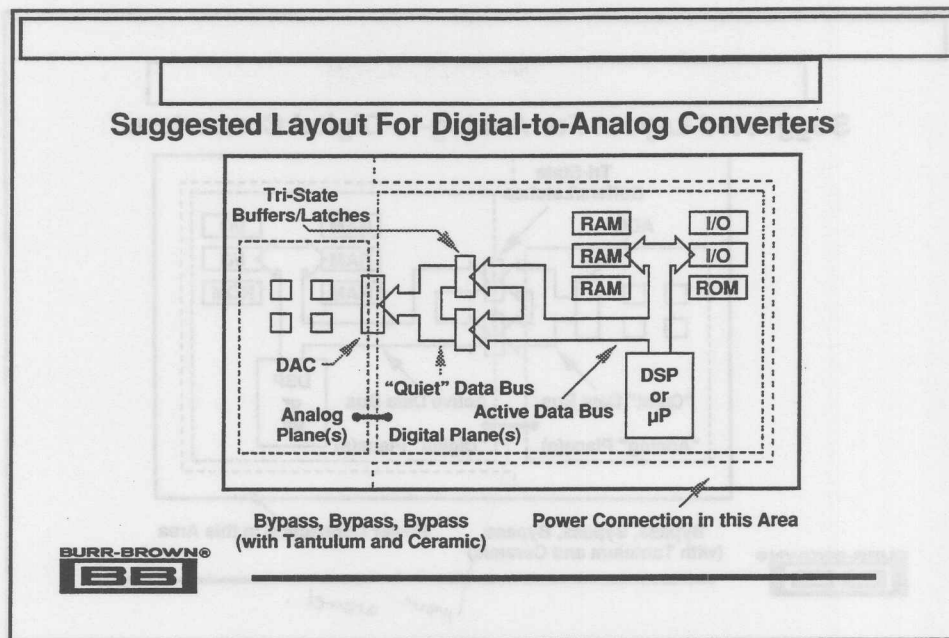 Suggested Layout For Digital-to-Analog Converters
Tri-State
Buffers/Latches
RAM
I/O
RAM
I/O
RAM
ROM
DAC
"Quiet" Data Bus
DSP
or
µP
Active Data Bus
Analog
Plane(s)
Digital Plane(s)
Bypass, Bypass, Bypass
(with Tantulum and Ceramic)
Power Connection in this Area
BURR-BROWN®
BB